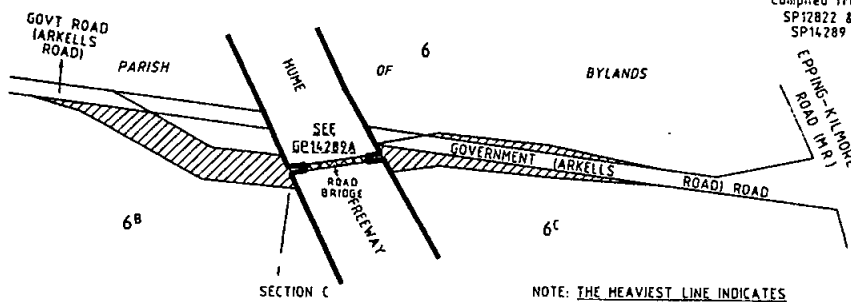 Compiled fr
SP12822 &
SP14289
GOVT ROAD
(ARKELLS
ROAD)
PARISH OF BYLANDS
6
HUME
FREEWAY
SEE
GP14289A
ROAD
BRIDGE
GOVERNMENT (ARKELLS ROAD) ROAD
EPPING-KILMORE
ROAD (MR)
6B
6C
SECTION C
NOTE: THE HEAVIEST LINE INDICATES